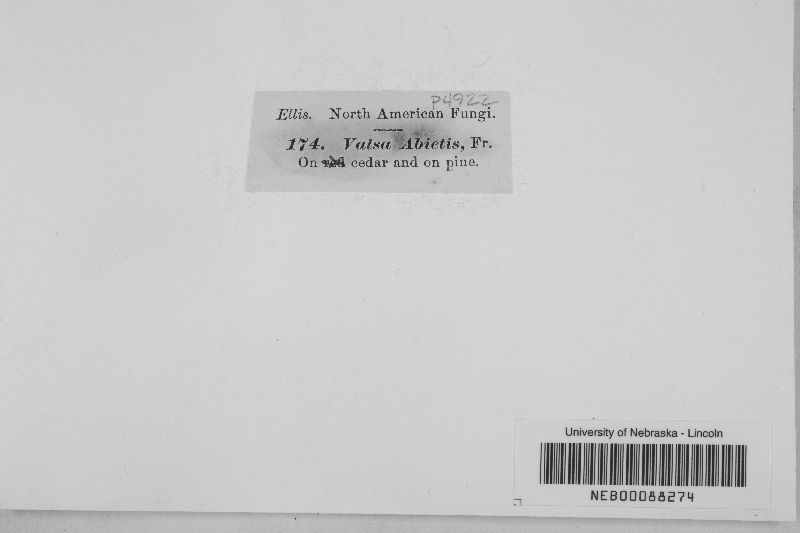 P4922
Ellis. North American Fungi.
174. Valsa Abietis, Fr.
On red cedar and on pine.
University of Nebraska - Lincoln
NEB00088274